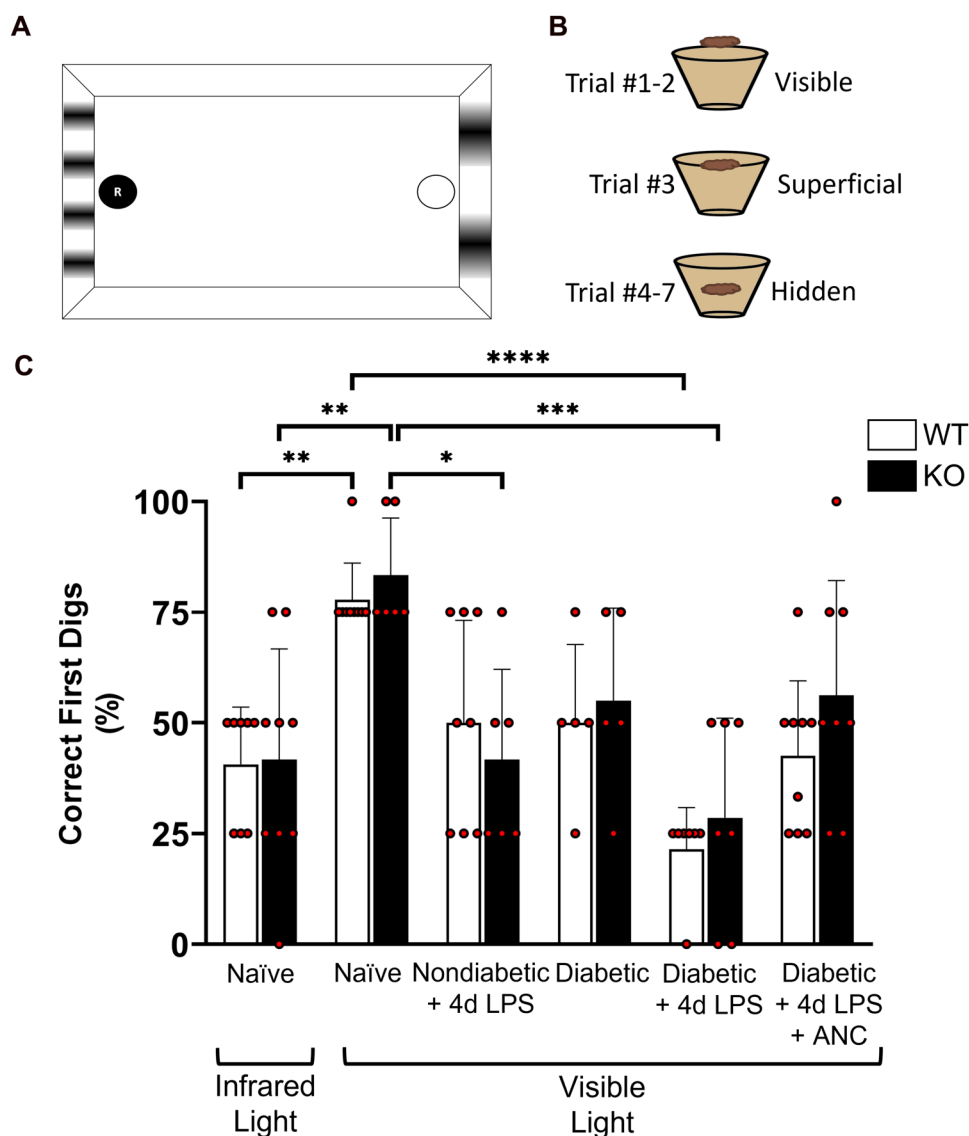 A
R
B
Trial #1-2 Visible
Trial #3 Superficial
Trial #4-7 Hidden
C
****
** ***
** *
WT
KO
Correct First Digs
(%)
100
75
50
25
0
Naïve Naïve Nondiabetic Diabetic Diabetic Diabetic
+ 4d LPS + 4d LPS + 4d LPS
+ ANC
Infrared Visible
Light Light